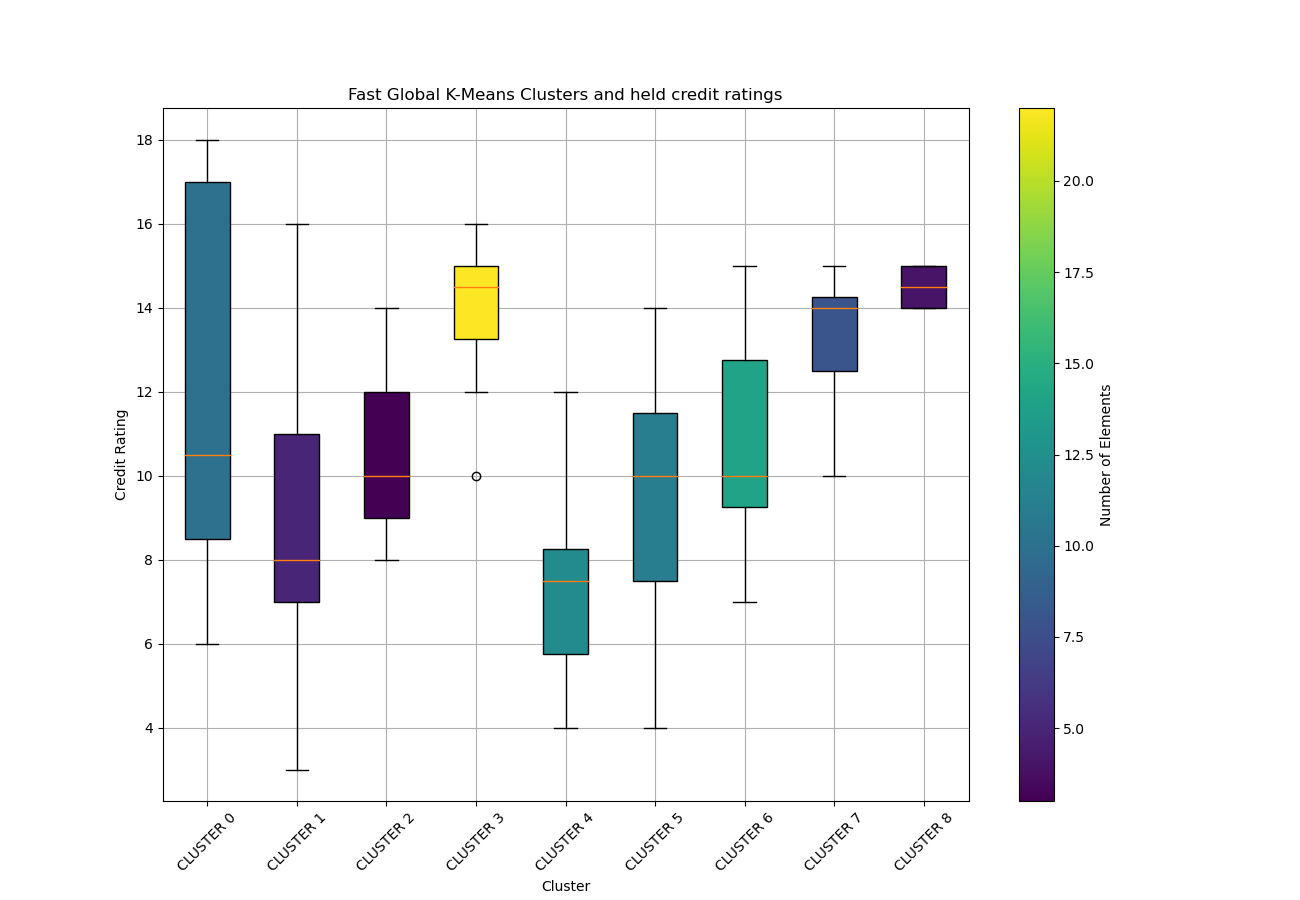 Fast Global K-Means Clusters and held credit ratings
18
16
14
12
10
8
6
4
Credit Rating
CLUSTER 0
CLUSTER 1
CLUSTER 2
CLUSTER 3
CLUSTER 4
CLUSTER 5
CLUSTER 6
CLUSTER 7
CLUSTER 8
Cluster
20.0
17.5
15.0
12.5
10.0
7.5
5.0
Number of Elements